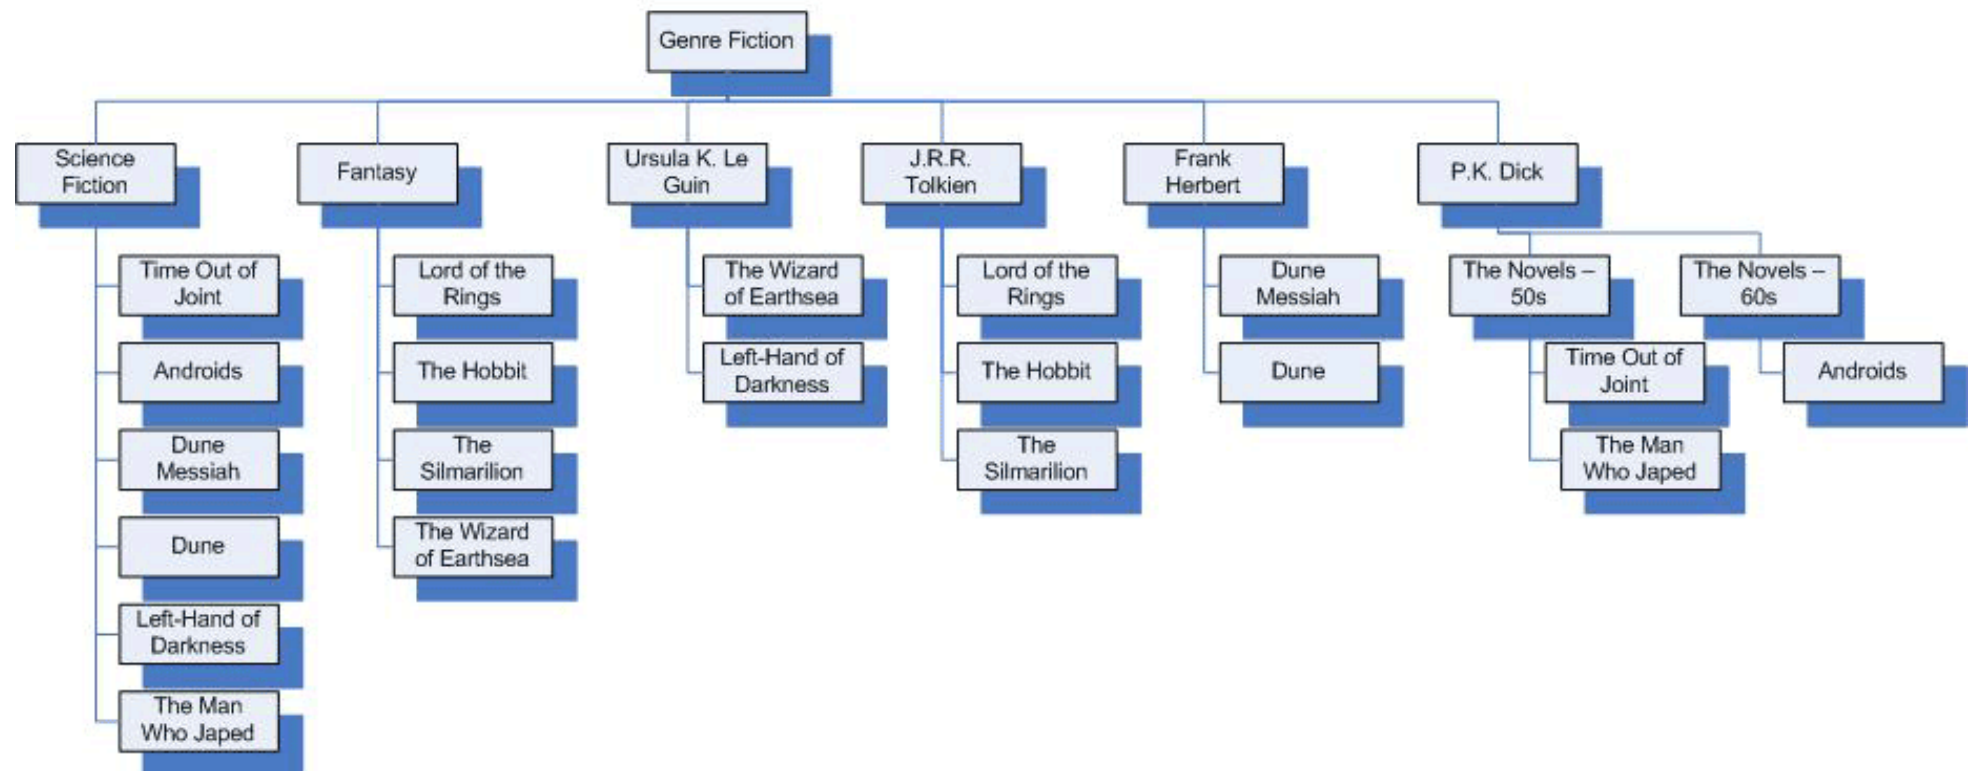 Genre Fiction
Science
Fiction
Fantasy
Ursula K. Le
Guin
J.R.R.
Tolkien
Frank
Herbert
P.K. Dick
Time Out of
Joint
Androids
Dune
Messiah
Dune
Left-Hand of
Darkness
The Man
Who Japed
Lord of the
Rings
The Hobbit
The
Silmarilion
The Wizard
of Earthsea
The Wizard
of Earthsea
Left-Hand of
Darkness
Lord of the
Rings
The Hobbit
The
Silmarilion
Dune
Messiah
Dune
The Novels –
50s
Time Out of
Joint
The Man
Who Japed
The Novels –
60s
Androids